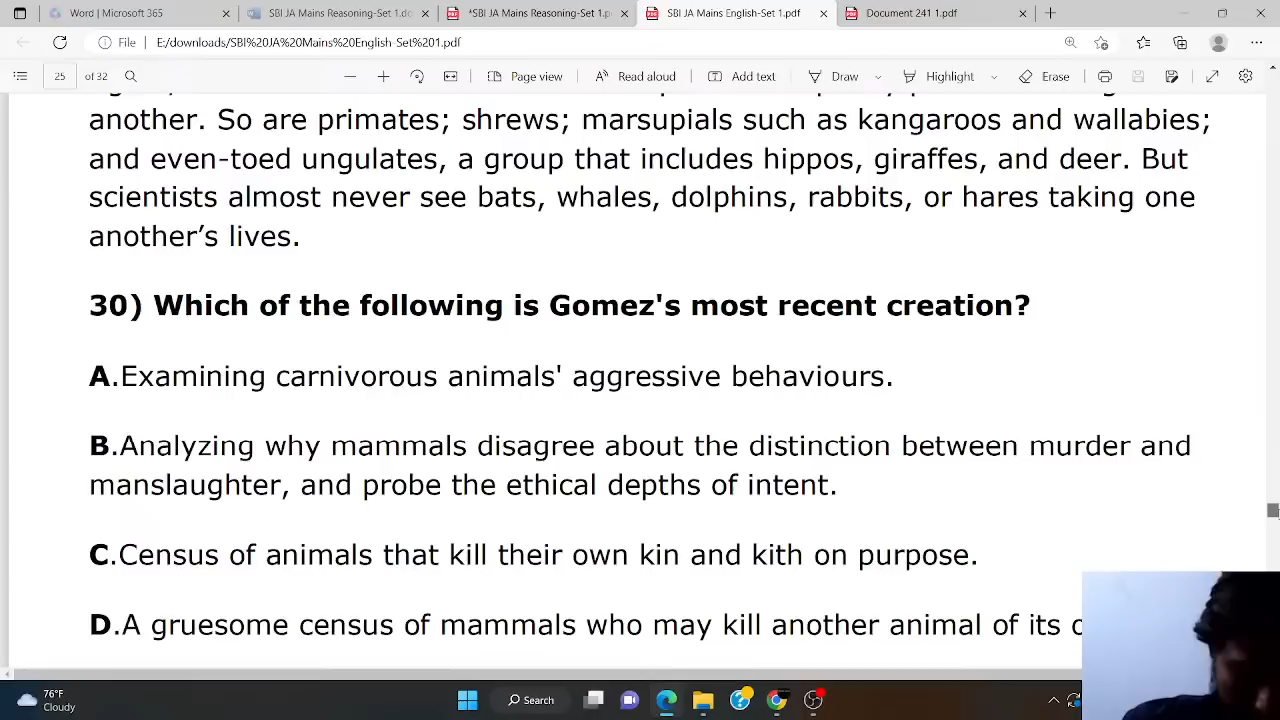 Word | Microsoft 365
SBI JA Mains Reasoning-Set 1.do
*SBI JA Mains Reasoning-Set 1.p
SBI JA Mains English-Set 1.pdf
Document 241 1.pdf
File
E:/downloads/SBI%20JA%20Mains%20English-Set%201.pdf
25 of 32
Page view
Read aloud
Add text
Draw
Highlight
Erase
another. So are primates; shrews; marsupials such as kangaroos and wallabies;
and even-toed ungulates, a group that includes hippos, giraffes, and deer. But
scientists almost never see bats, whales, dolphins, rabbits, or hares taking one
another’s lives.
30) Which of the following is Gomez's most recent creation?
A.Examining carnivorous animals' aggressive behaviours.
B.Analyzing why mammals disagree about the distinction between murder and
manslaughter, and probe the ethical depths of intent.
C.Census of animals that kill their own kin and kith on purpose.
D.A gruesome census of mammals who may kill another animal of its
76°F
Cloudy
Search